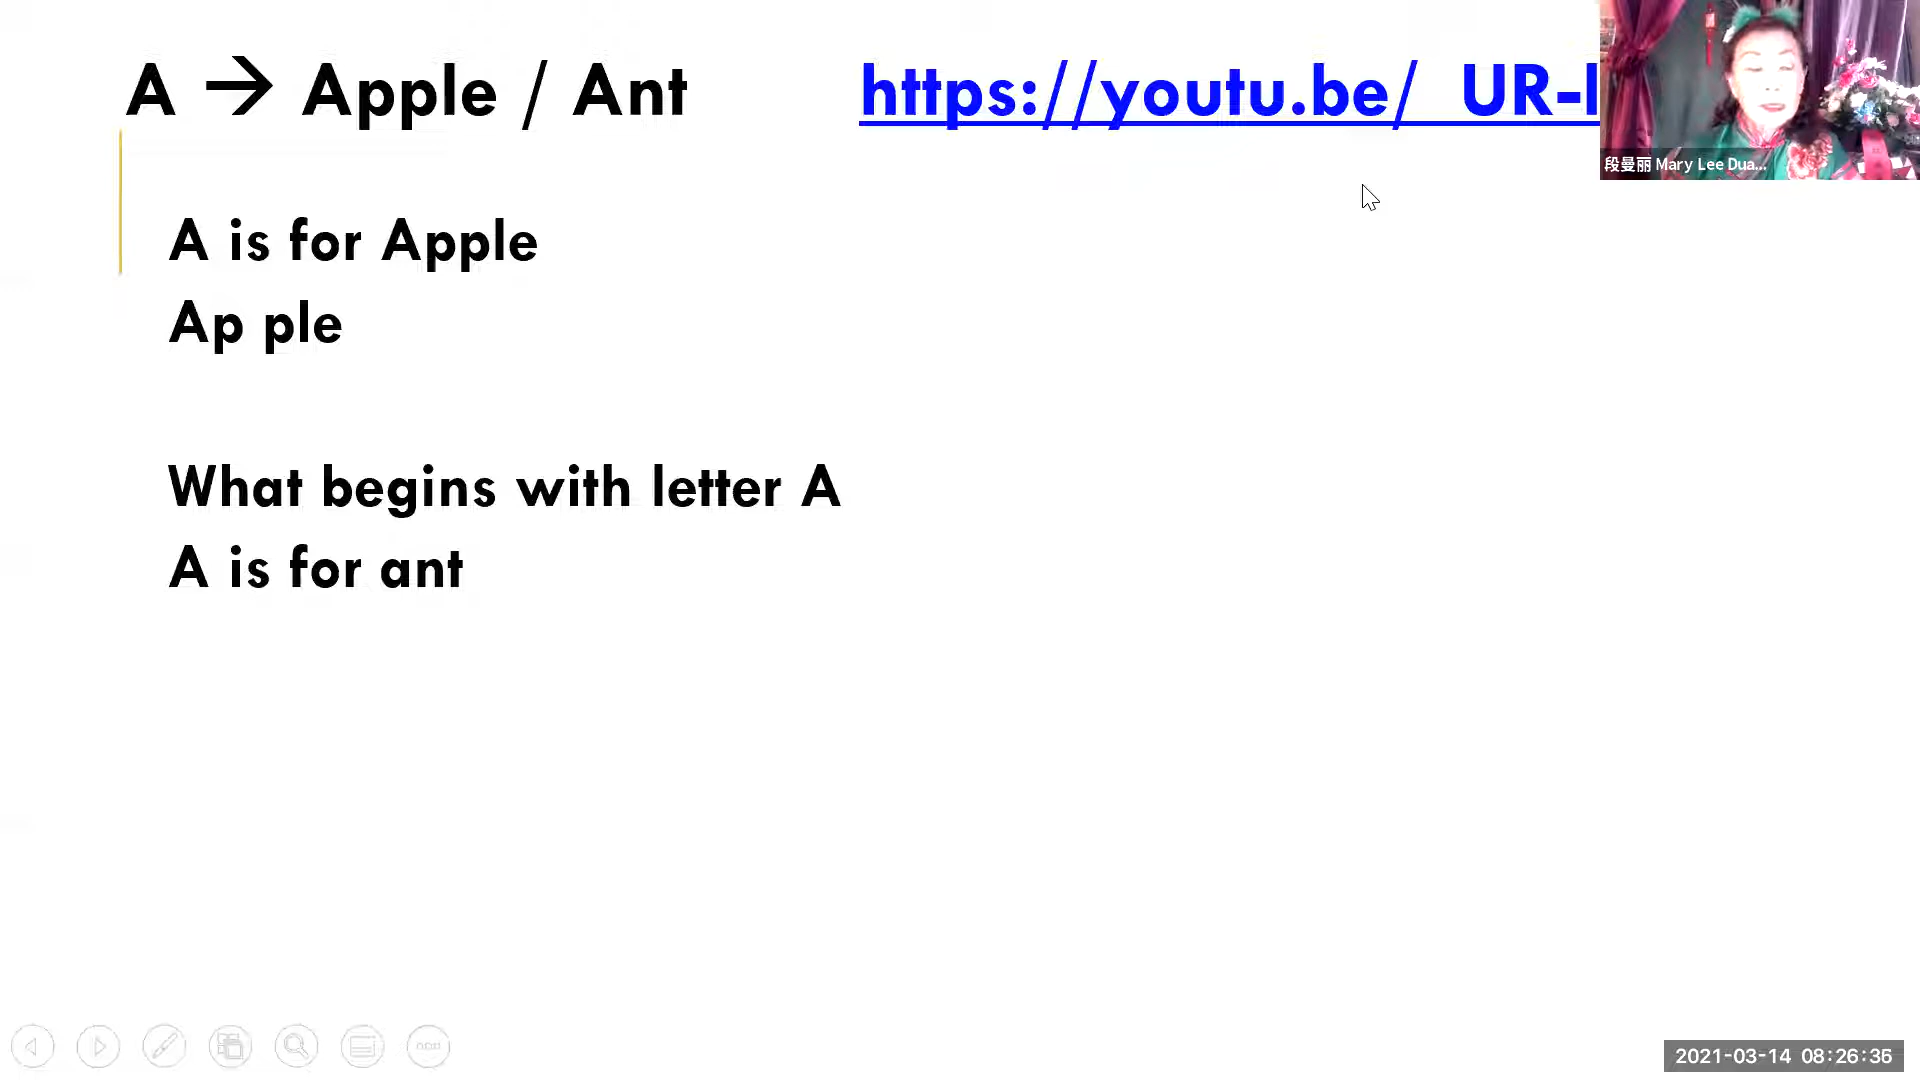 A → Apple / Ant https://youtu.be/_UR-l
段曼丽 Mary Lee Dua...
A is for Apple
Ap ple
What begins with letter A
A is for ant
2021-03-14 08:26:36